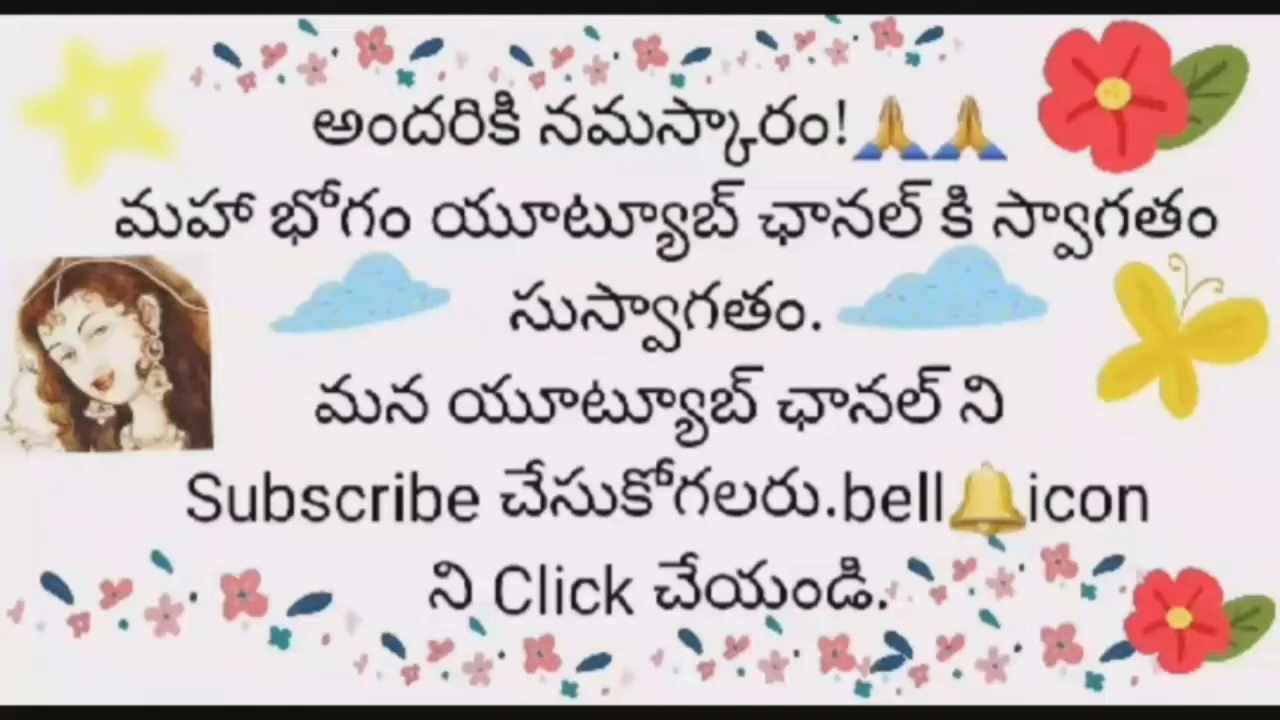 అందరికి నమస్కారం!🙏🙏
మహా భోగం యూట్యూబ్ ఛానల్ కి స్వాగతం
సుస్వాగతం.
మన యూట్యూబ్ ఛానల్ ని
Subscribe చేసుకోగలరు.bell🔔icon
ని Click చేయండి.